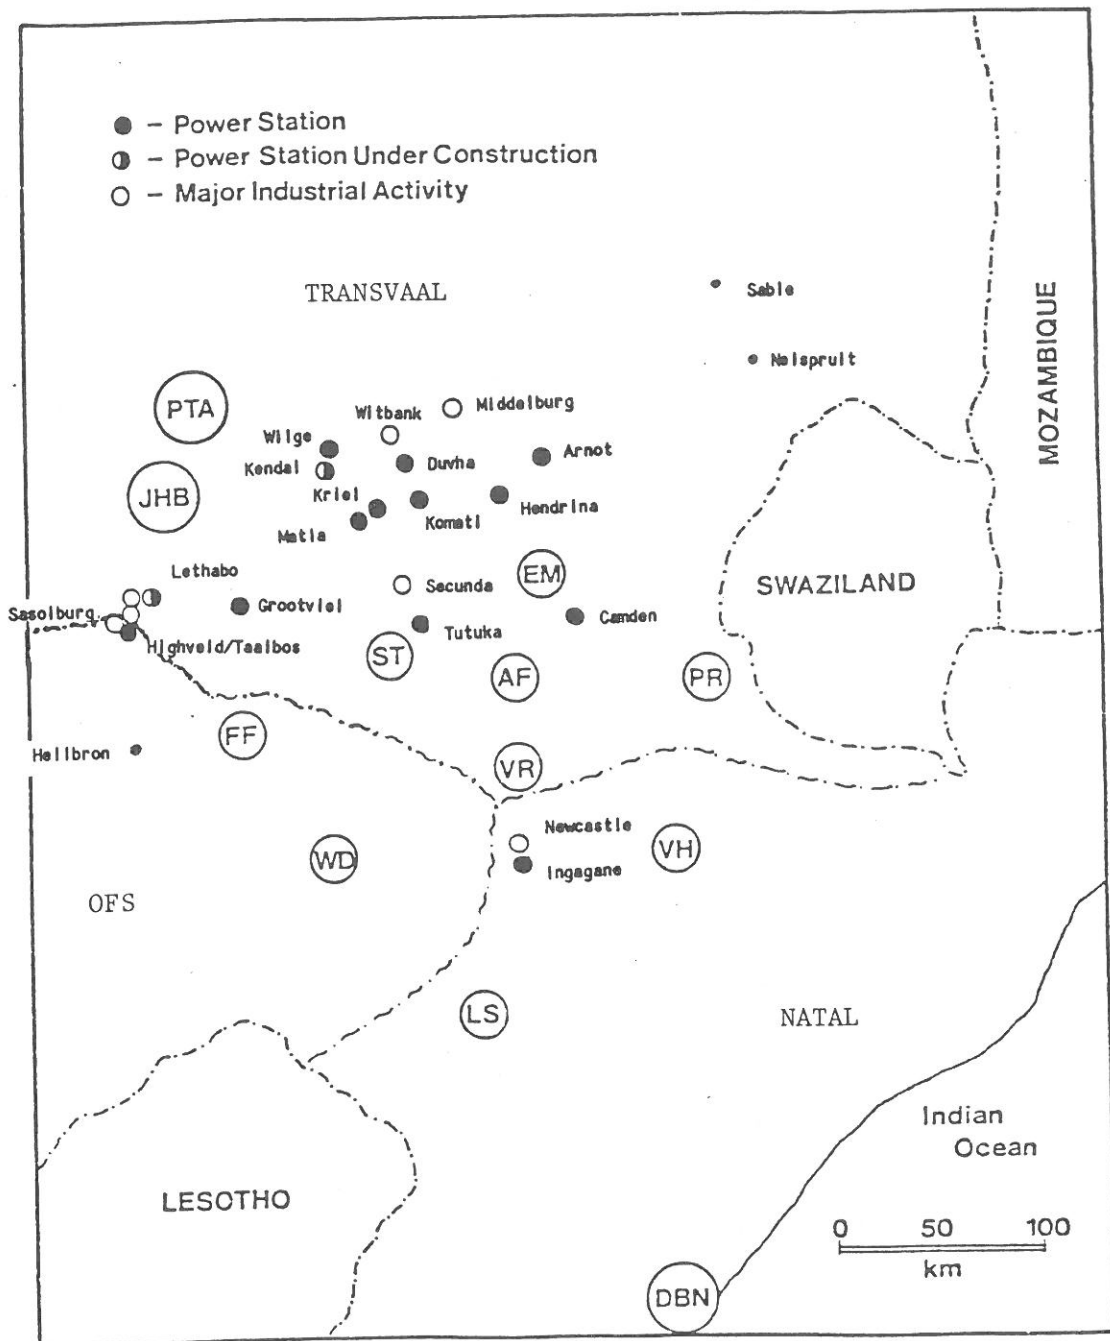 ● – Power Station
◑ – Power Station Under Construction
○ – Major Industrial Activity
TRANSVAAL
Sable
MOZAMBIQUE
Nelspruit
PTA
Middelburg
Witbank
Wilge
Arnot
Duvha
Kendal
JHB
Kriel
Hendrina
Komati
Matla
Lethabo
EM
Secunda
SWAZILAND
Sasolburg
Grootviel
Camden
Tutuka
Highveld/Taalbos
ST
AF
PR
FF
Heilbron
VR
Newcastle
VH
WD
Ingagane
OFS
LS
NATAL
Indian
Ocean
LESOTHO
0 50 100
km
DBN